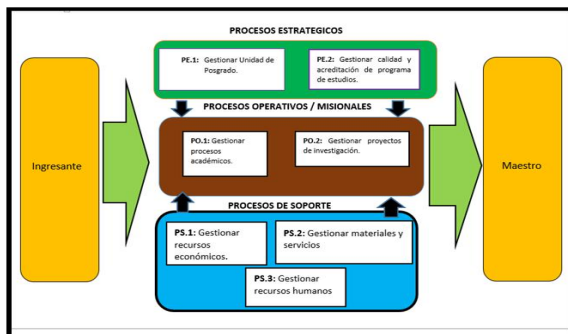 PROCESOS ESTRATEGICOS
PE.1: Gestionar Unidad de
Posgrado.
PE.2: Gestionar calidad y
acreditación de programa
de estudios.
PROCESOS OPERATIVOS / MISIONALES
PO.1: Gestionar
procesos
académicos.
PO.2: Gestionar proyectos
de investigación.
Ingresante
Maestro
PROCESOS DE SOPORTE
PS.1: Gestionar
recursos
económicos.
PS.2: Gestionar materiales y
servicios
PS.3: Gestionar
recursos humanos